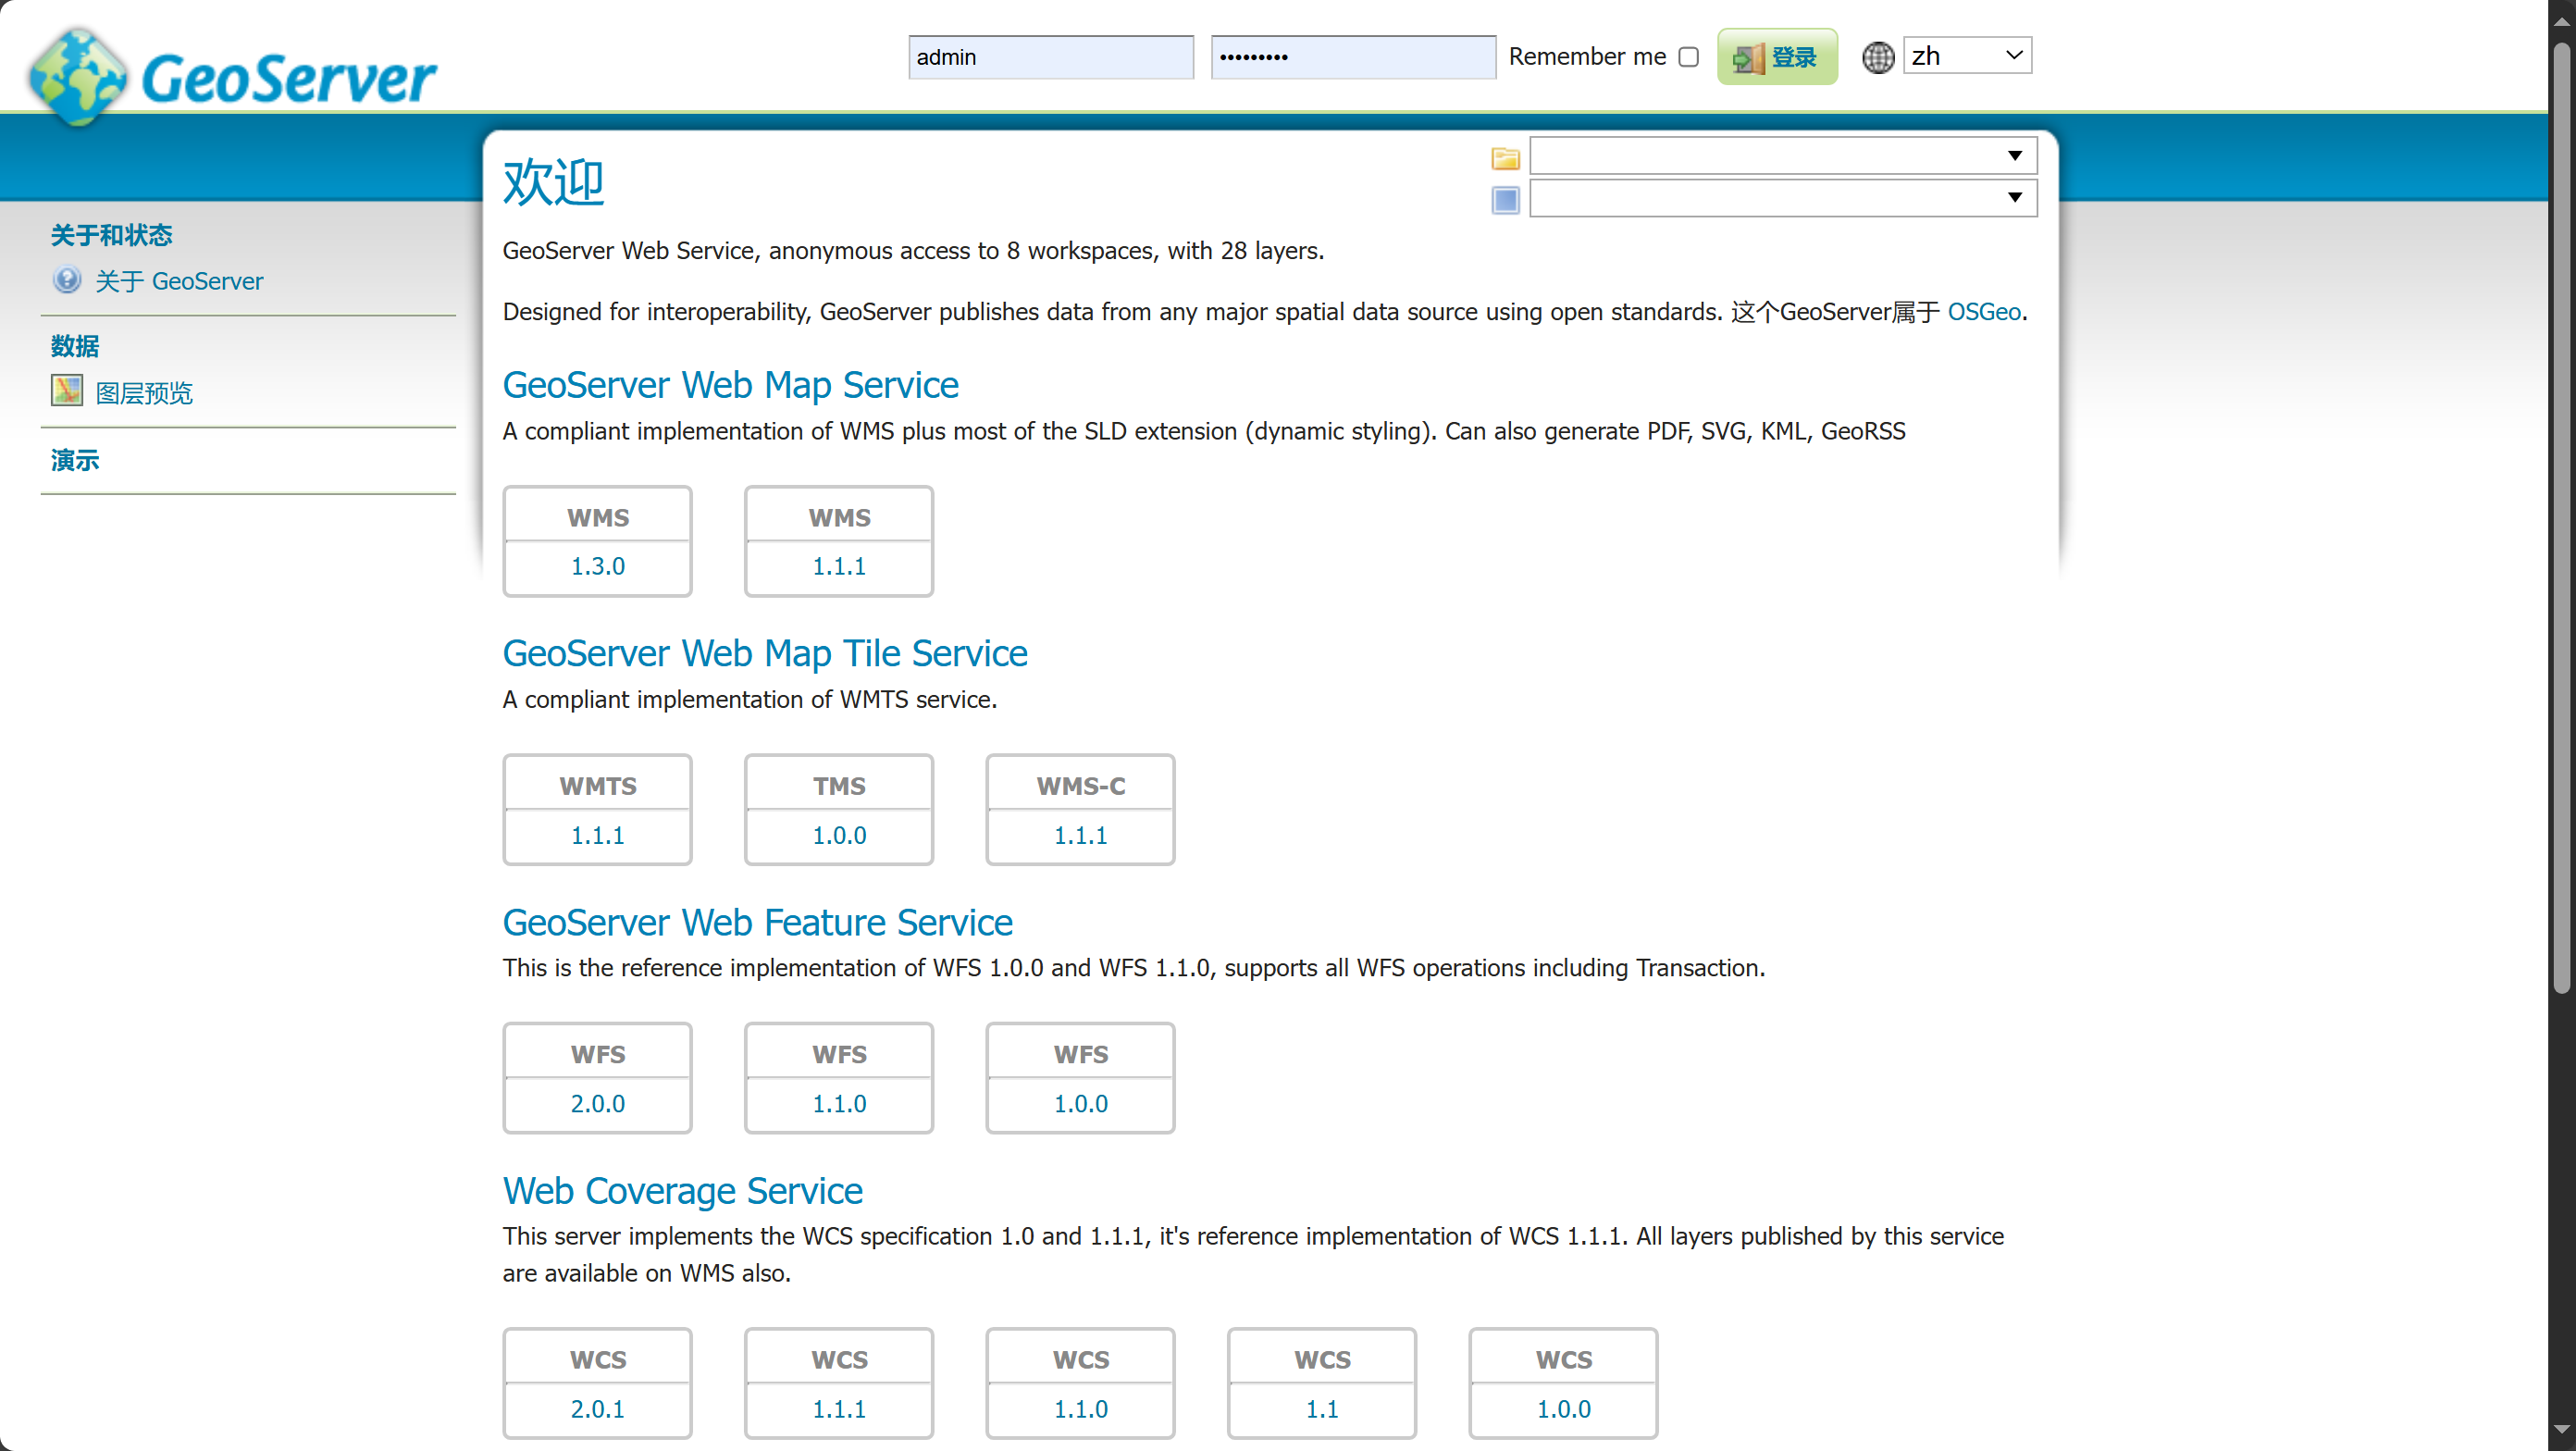 GeoServer
admin
•••••••••
Remember me
登录
zh
欢迎
关于和状态
关于 GeoServer
数据
图层预览
演示
GeoServer Web Service, anonymous access to 8 workspaces, with 28 layers.
Designed for interoperability, GeoServer publishes data from any major spatial data source using open standards. 这个GeoServer属于 OSGeo.
GeoServer Web Map Service
A compliant implementation of WMS plus most of the SLD extension (dynamic styling). Can also generate PDF, SVG, KML, GeoRSS
WMS WMS
1.3.0 1.1.1
GeoServer Web Map Tile Service
A compliant implementation of WMTS service.
WMTS TMS WMS-C
1.1.1 1.0.0 1.1.1
GeoServer Web Feature Service
This is the reference implementation of WFS 1.0.0 and WFS 1.1.0, supports all WFS operations including Transaction.
WFS WFS WFS
2.0.0 1.1.0 1.0.0
Web Coverage Service
This server implements the WCS specification 1.0 and 1.1.1, it's reference implementation of WCS 1.1.1. All layers published by this service
are available on WMS also.
WCS WCS WCS WCS WCS
2.0.1 1.1.1 1.1.0 1.1 1.0.0